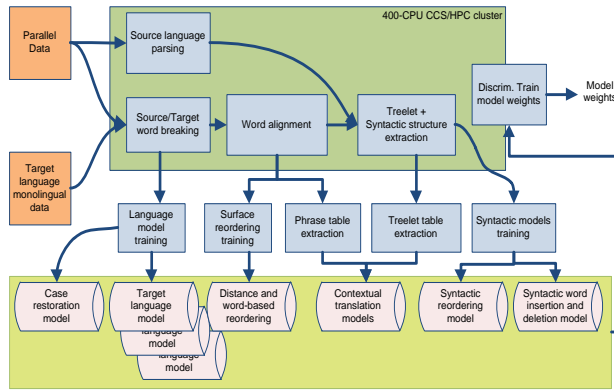 400-CPU CCS/HPC cluster
Parallel
Data
Source language
parsing
Discrim. Train
model weights
Model
weights
Source/Target
word breaking
Word alignment
Treelet +
Syntactic structure
extraction
Target
language
monolingual
data
Language
model
training
Surface
reordering
training
Phrase table
extraction
Treelet table
extraction
Syntactic models
training
Case
restoration
model
Target
language
model
language
model
language
model
Distance and
word-based
reordering
Contextual
translation
models
Syntactic
reordering
model
Syntactic word
insertion and
deletion model